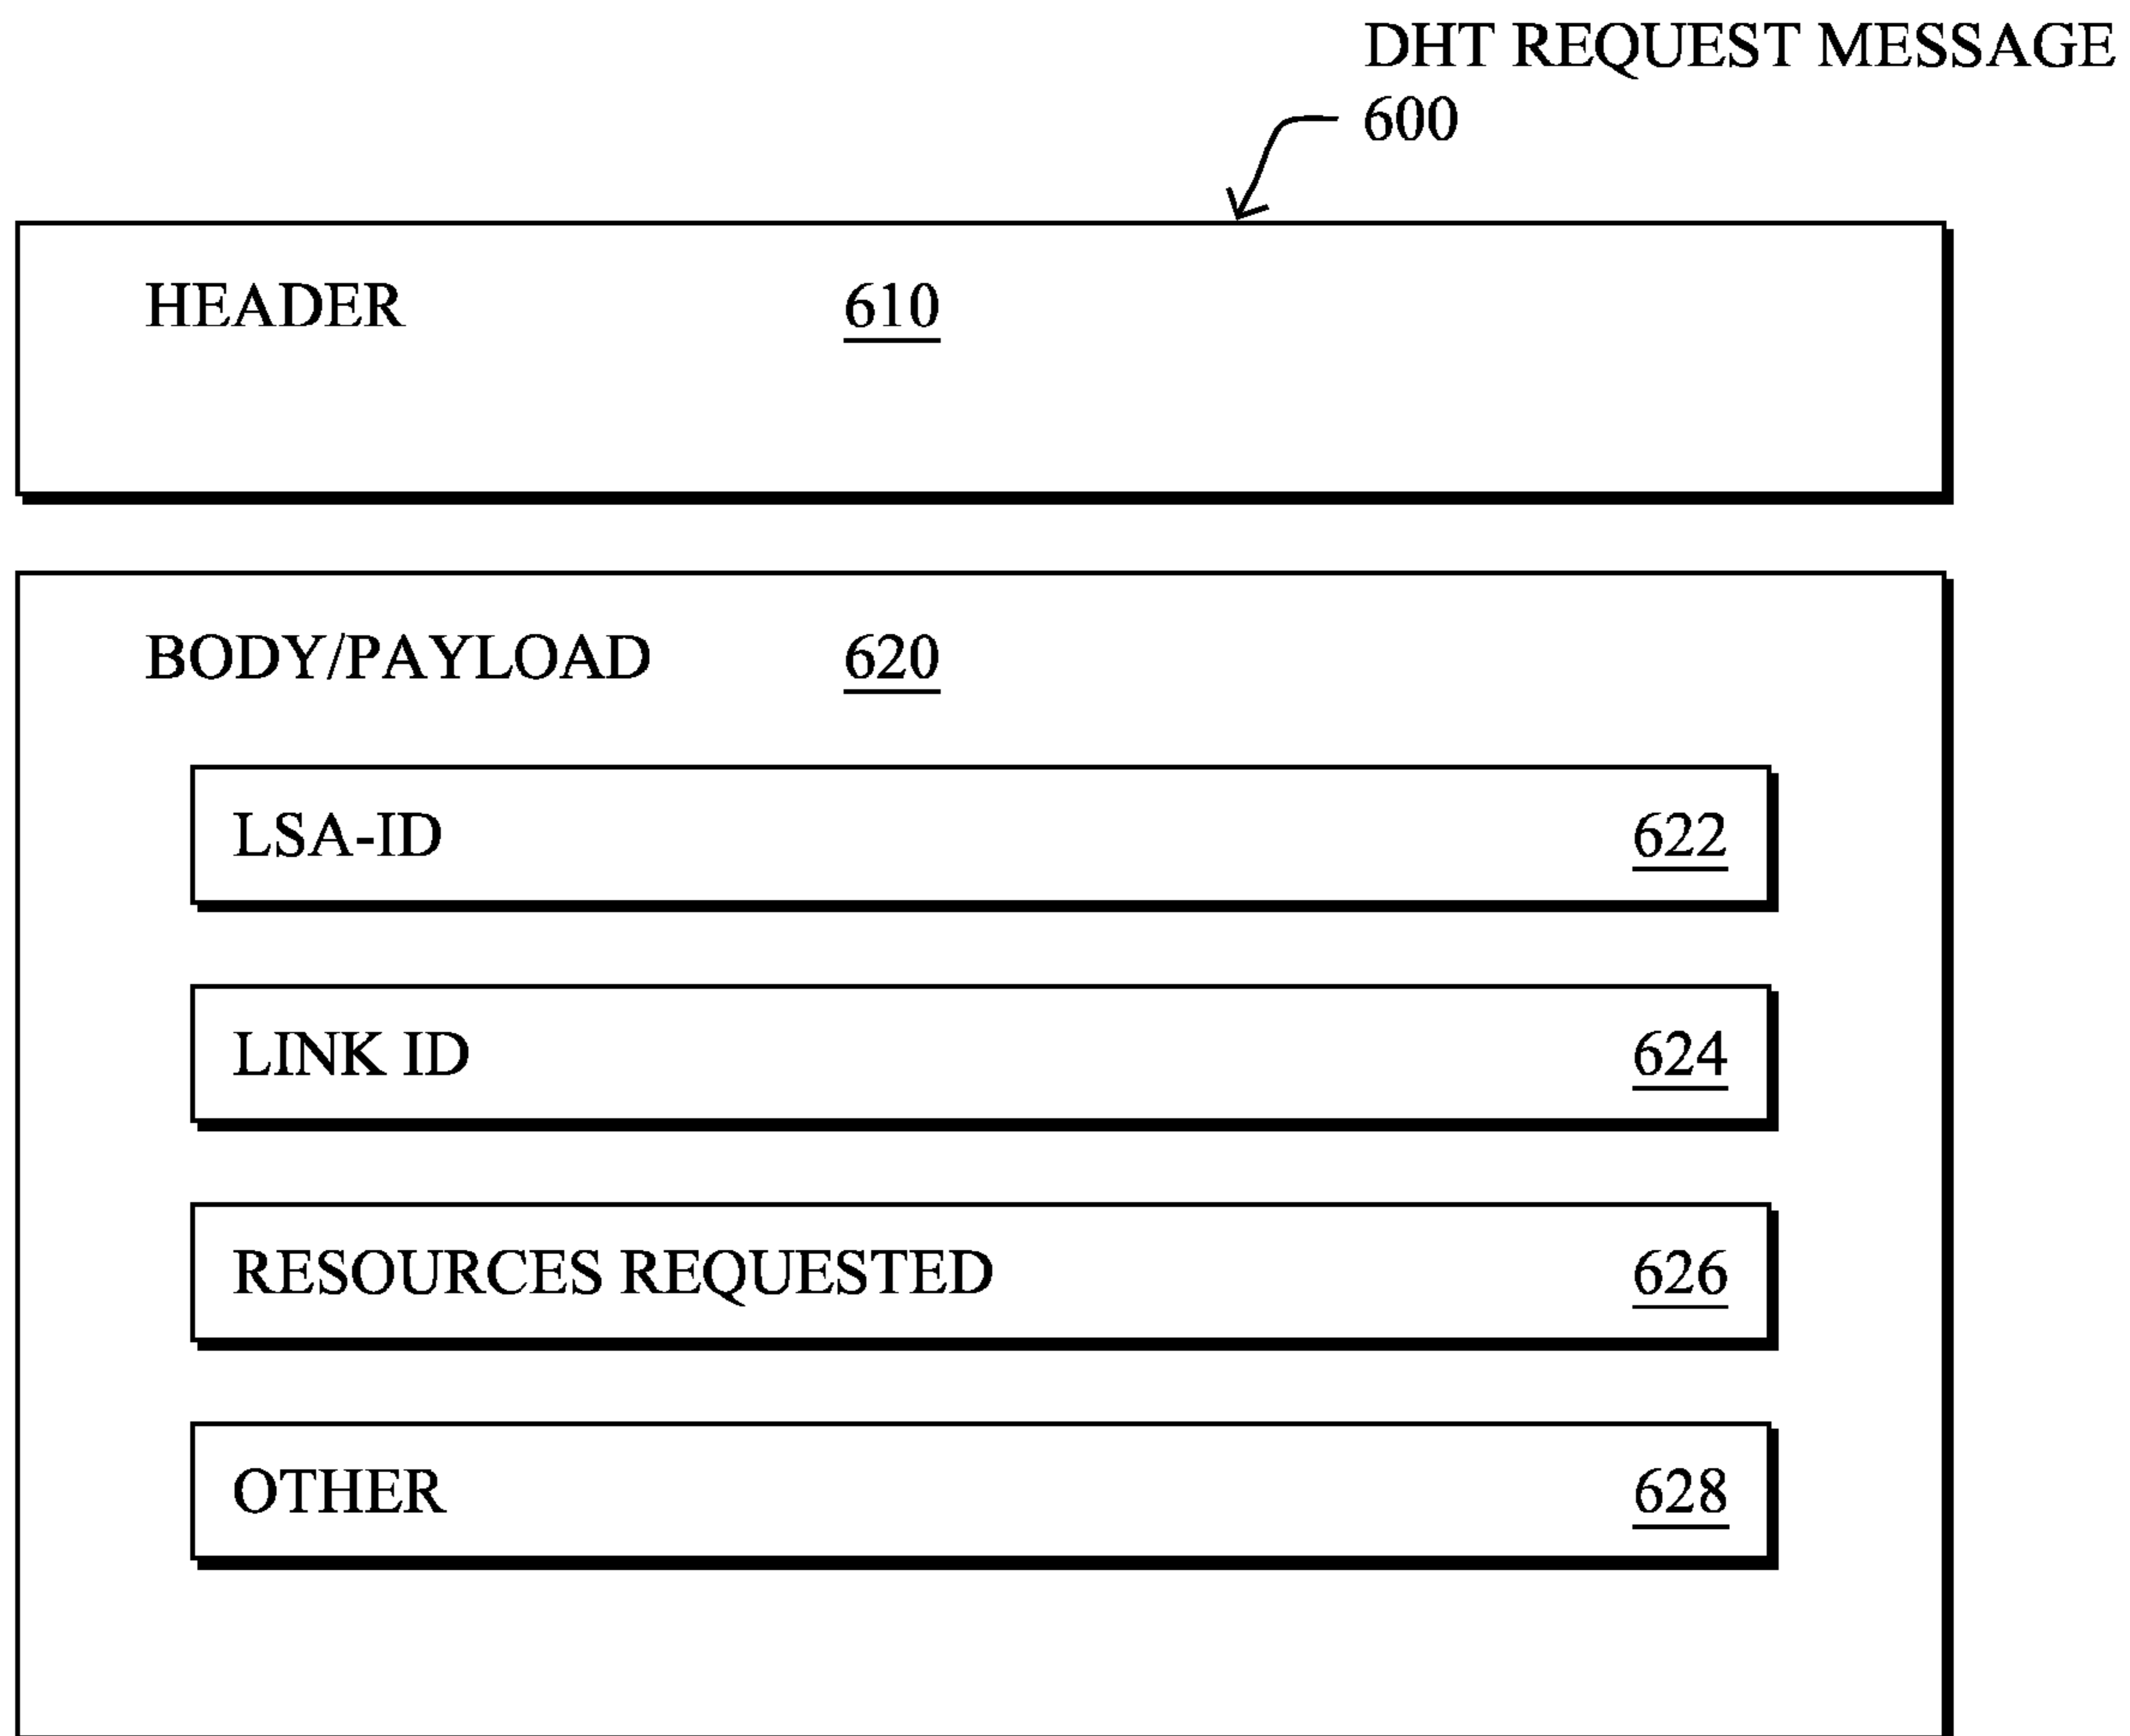 DHT REQUEST MESSAGE
600
HEADER 610
BODY/PAYLOAD 620
LSA-ID 622
LINK ID 624
RESOURCES REQUESTED 626
OTHER 628